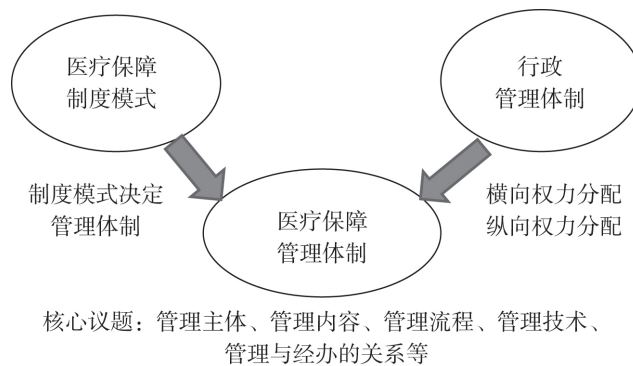 医疗保障
制度模式
行政
管理体制
制度模式决定
管理体制
医疗保障
管理体制
横向权力分配
纵向权力分配
核心议题：管理主体、管理内容、管理流程、管理技术、
管理与经办的关系等